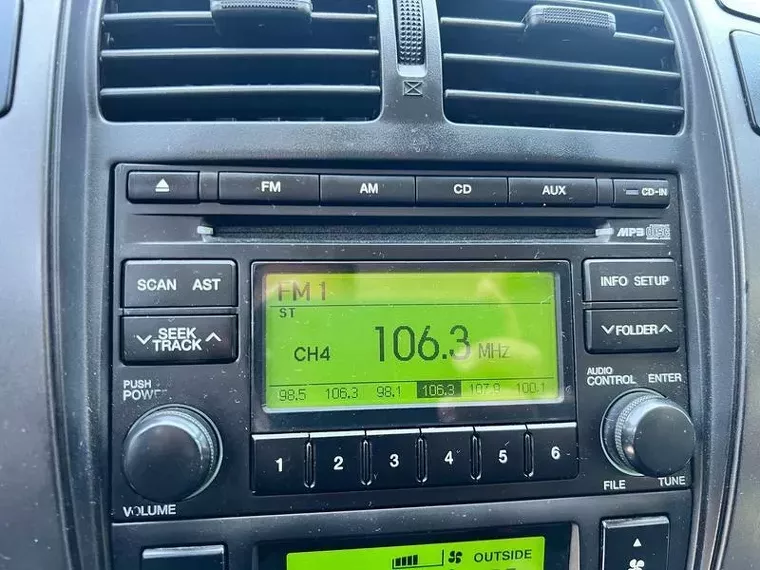 FM AM CD AUX CD-IN
MP3 disc
SCAN AST
SEEK
TRACK
FM 1
ST
CH4 106.3 MHz
98.5 106.3 98.1 106.3 107.9 100.1
INFO SETUP
FOLDER
PUSH
POWER
AUDIO
CONTROL ENTER
1 2 3 4 5 6
VOLUME
FILE TUNE
OUTSIDE